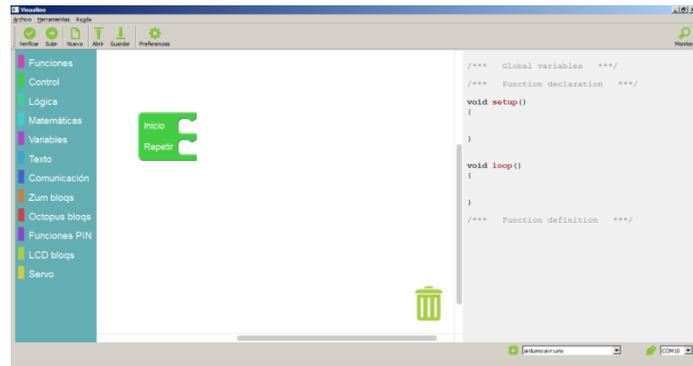 Visualino
Archivo Herramientas Ayuda
Verificar Subir Nuevo Abrir Guardar Preferencias Monitor
Funciones
Control
Lógica
Matemáticas
Variables
Texto
Comunicación
Zum bloqs
Octopus bloqs
Funciones PIN
LCD bloqs
Servo
Inicio
Repetir
/*** Global variables ***/
/*** Function declaration ***/
void setup()
{
}
void loop()
{
}
/*** Function definition ***/
arduino:avr:uno COM10